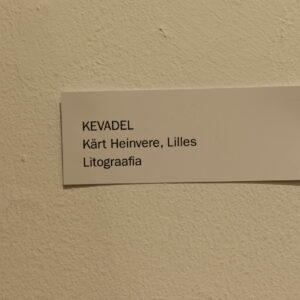 KEVADEL
Kärt Heinvere, Lilles
Litograafia